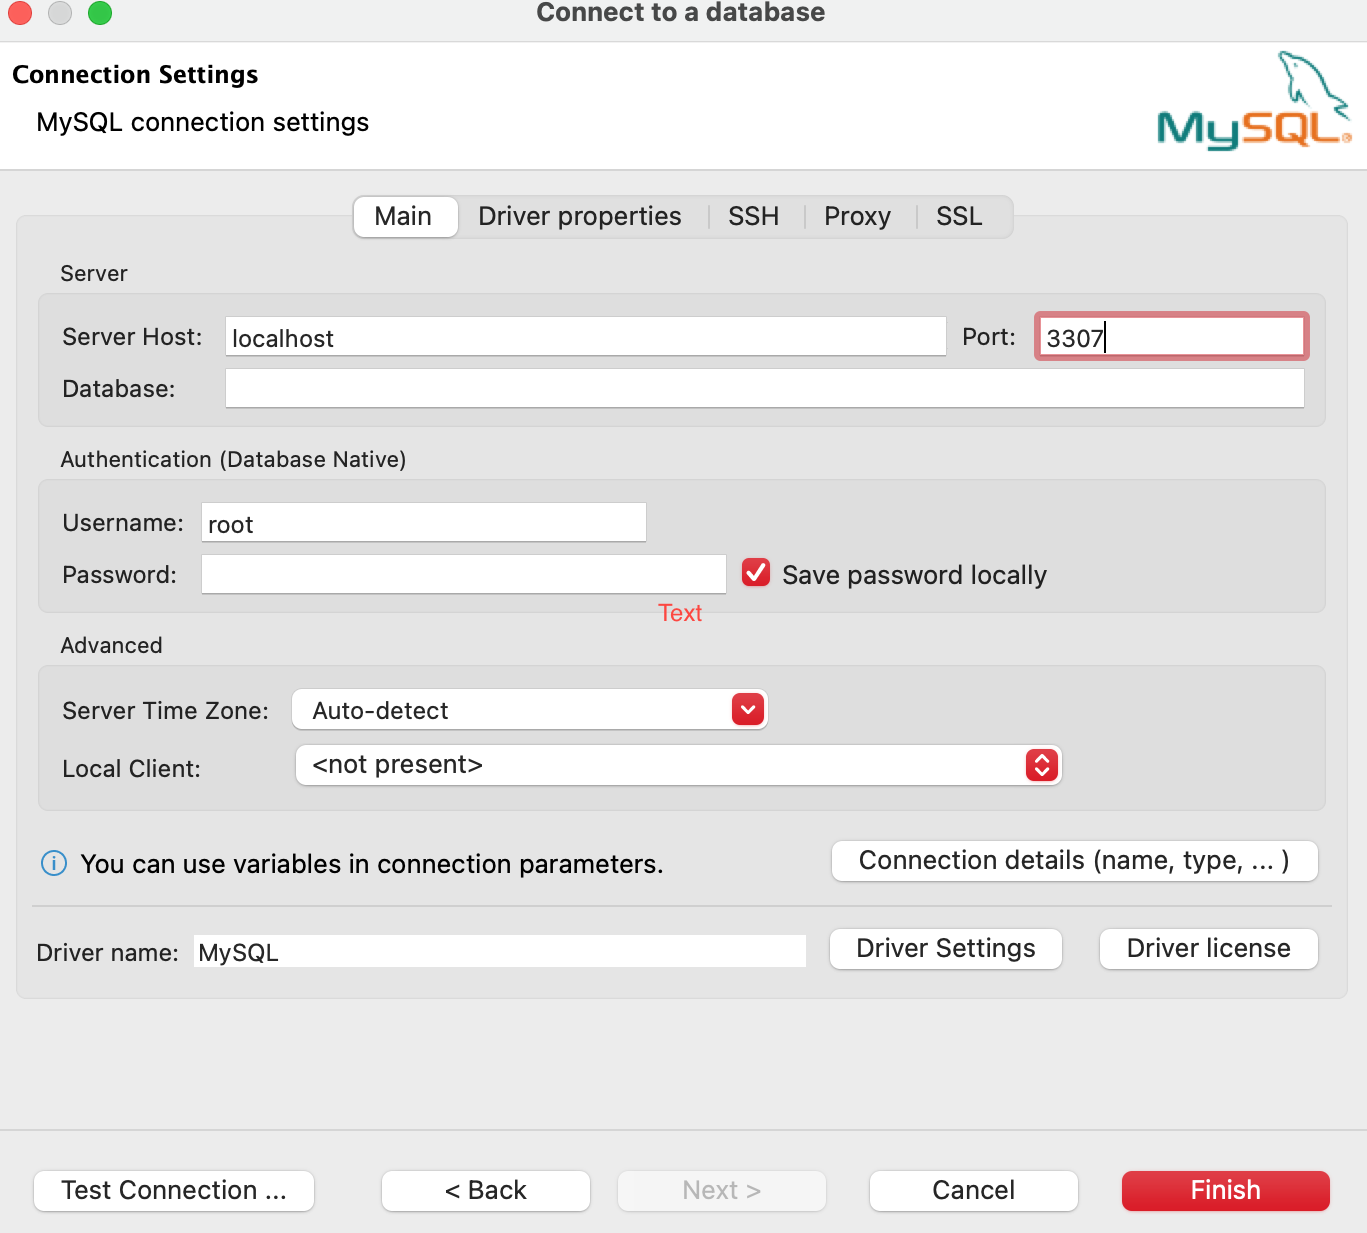 Connect to a database
Connection Settings
MySQL connection settings
MySQL
Main Driver properties SSH Proxy SSL
Server
Server Host: localhost Port: 3307
Database:
Authentication (Database Native)
Username: root
Password: Save password locally
Text
Advanced
Server Time Zone: Auto-detect
Local Client: <not present>
You can use variables in connection parameters. Connection details (name, type, ... )
Driver name: MySQL Driver Settings Driver license
Test Connection ... < Back Next > Cancel Finish